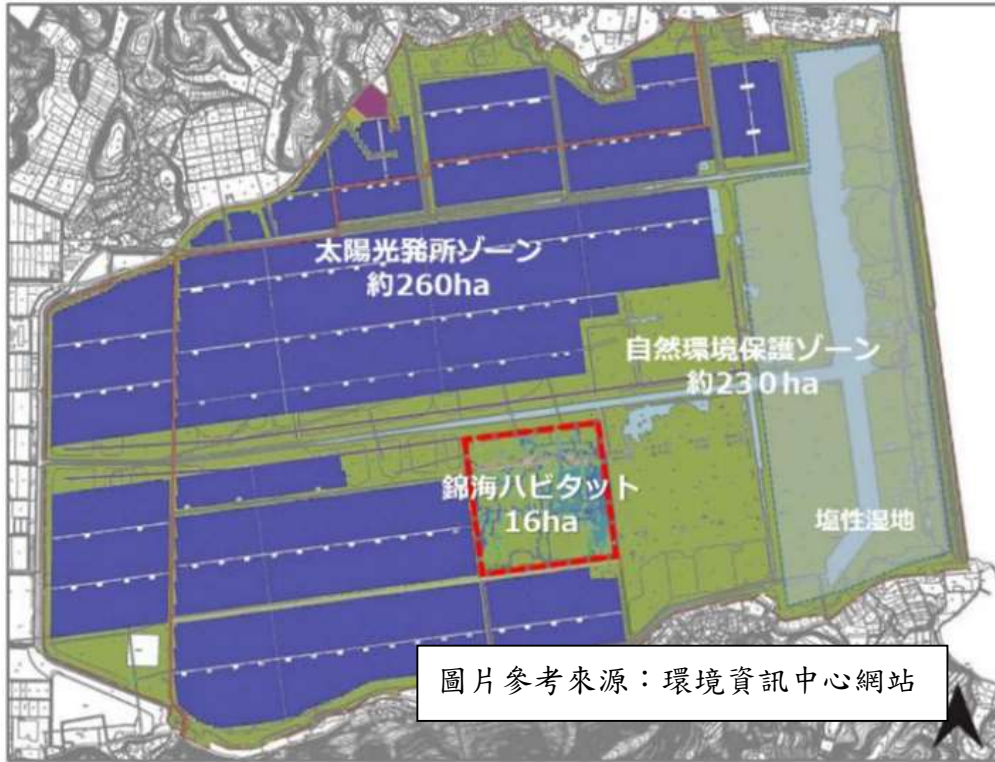 太陽光発所ゾーン
約260ha
自然環境保護ゾーン
約230ha
錦海ハビタット
16ha
塩性湿地
圖片參考來源：環境資訊中心網站